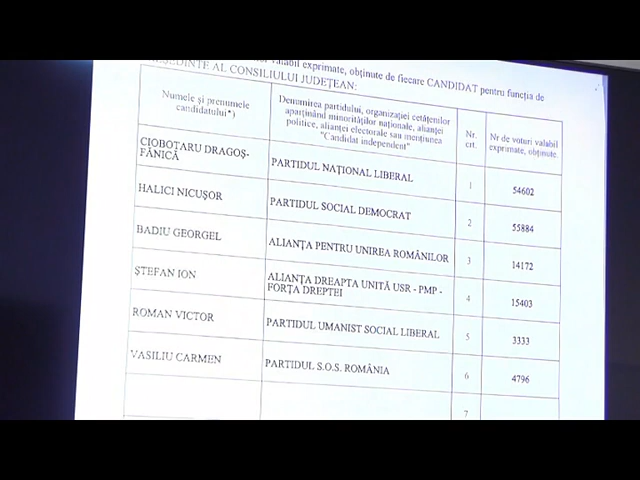 valabil exprimate, obținute de fiecare CANDIDAT pentru funcția de
AL CONSILIULUI JUDEȚEAN:
Numele și prenumele
candidatului*)
Denumirea partidului, organizației cetățenilor
aparținând minorităților naționale, alianței
politice, alianței electorale sau mențiunea
"Candidat independent"
Nr.
crt.
Nr de voturi valabil
exprimate, obținute.
CIOBOTARU DRAGOȘ-
FĂNICĂ
PARTIDUL NAȚIONAL LIBERAL
1
54602
HALICI NICUȘOR
PARTIDUL SOCIAL DEMOCRAT
2
55884
BADIU GEORGEL
ALIANȚA PENTRU UNIREA ROMÂNILOR
3
14172
ȘTEFAN ION
ALIANȚA DREAPTA UNITĂ USR - PMP -
FORȚA DREPTEI
4
15403
ROMAN VICTOR
PARTIDUL UMANIST SOCIAL LIBERAL
5
3333
VASILIU CARMEN
PARTIDUL S.O.S. ROMÂNIA
6
4796
7